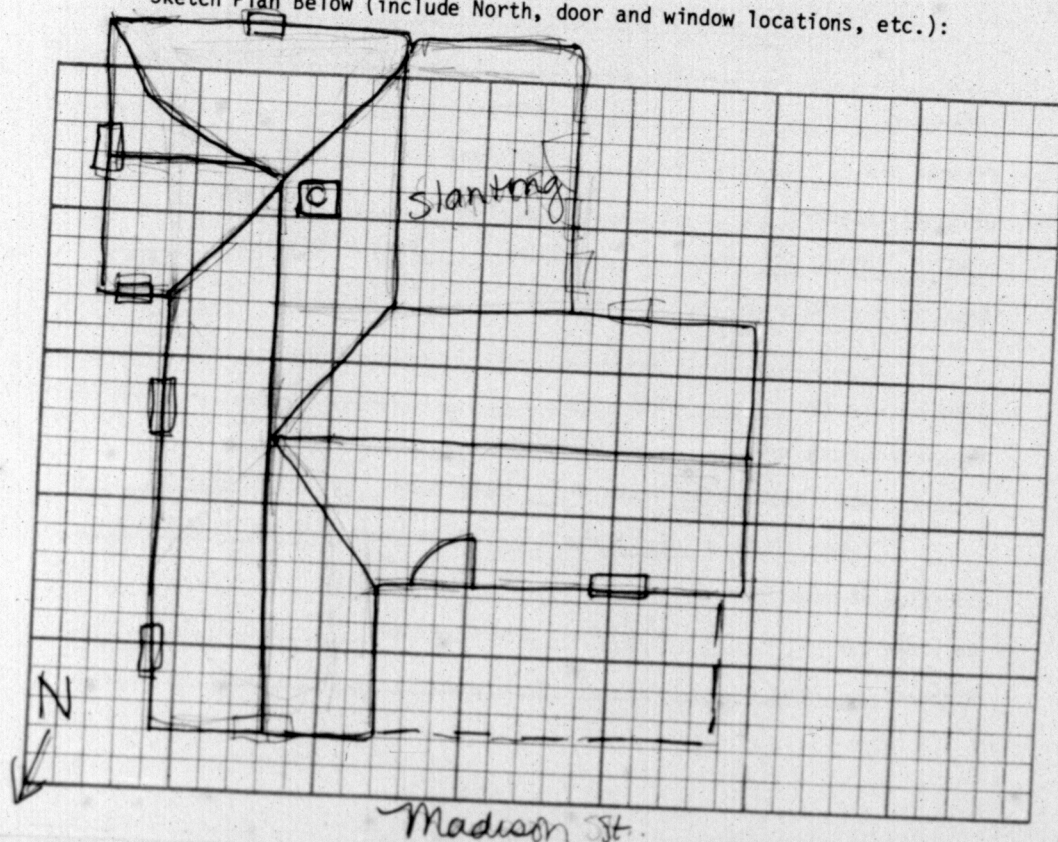 Sketch Plan Below (include North, door and window locations, etc.):
C
slanting
N
Madison St.